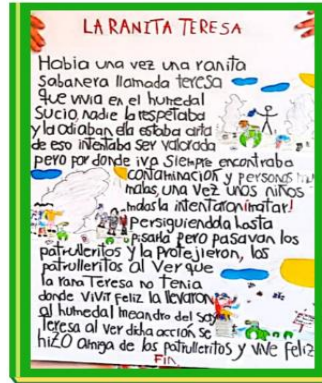 LA RANITA TERESA
Habia una vez una ranita
Sabanera llamada teresa
que vivia en el humedal
Sucio, nadie la respetaba
y la odiaban ella estaba arta
de eso intentaba ser valorada
pero por donde iva Siempre encontraba
contaminación y personas
malas, una vez unos niños
malos la intentaron matar!
Persiguiendola hasta
pisarla pero pasavan los
patrulleritos y la protejieron, los
patrulleritos al ver que
la rana Teresa no tenia
donde vivir feliz la llevaron
al humedal meandro del say
Teresa al ver dicha acción se
hizo amiga de los patrulleritos y vive feliz
Fin